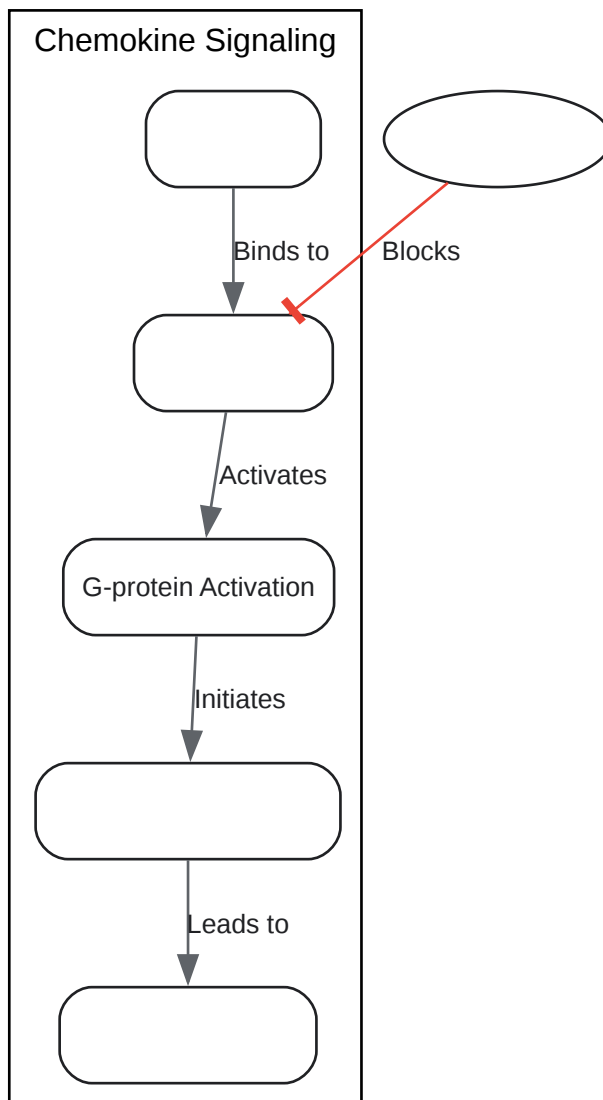 Chemokine Signaling
Binds to
Blocks
Activates
G-protein Activation
Initiates
Leads to